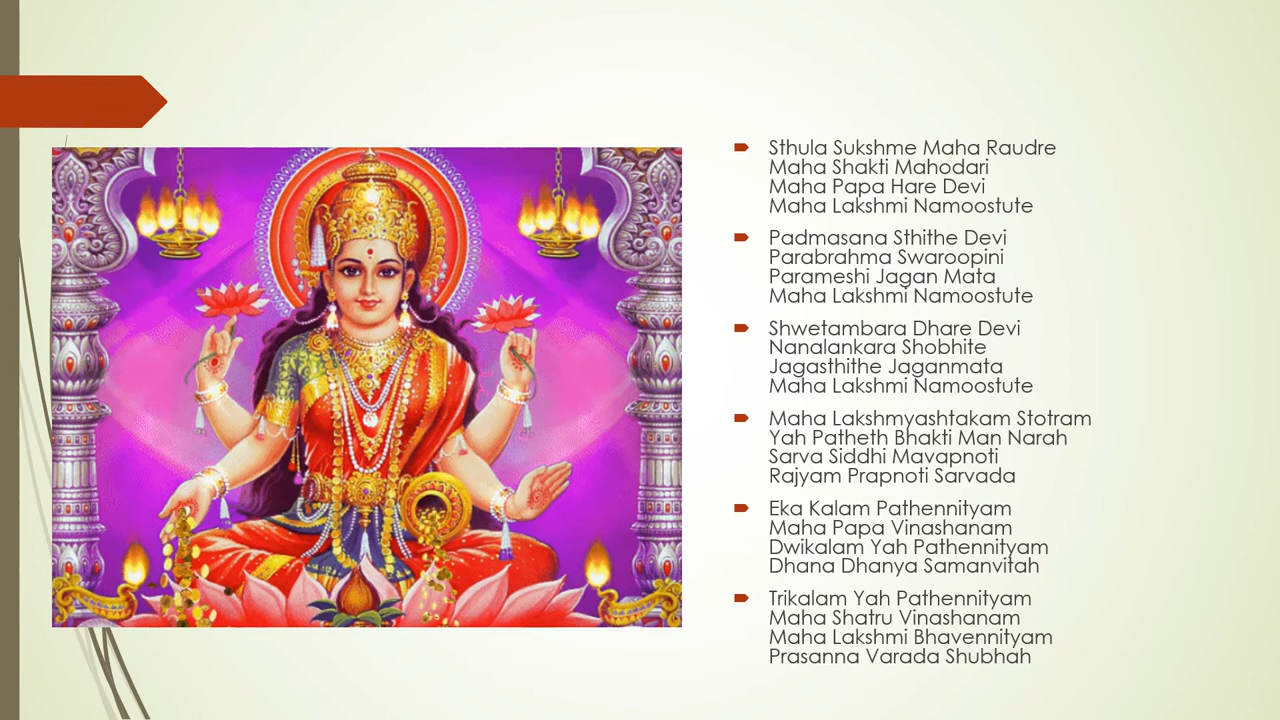 Sthula Sukshme Maha Raudre
Maha Shakti Mahodari
Maha Papa Hare Devi
Maha Lakshmi Namoostute
Padmasana Sthithe Devi
Parabrahma Swaroopini
Parameshi Jagan Mata
Maha Lakshmi Namoostute
Shwetambara Dhare Devi
Nanalankara Shobhite
Jagasthithe Jaganmata
Maha Lakshmi Namoostute
Maha Lakshmyashtakam Stotram
Yah Patheth Bhakti Man Narah
Sarva Siddhi Mavapnoti
Rajyam Prapnoti Sarvada
Eka Kalam Pathennityam
Maha Papa Vinashanam
Dwikalam Yah Pathennityam
Dhana Dhanya Samanvitah
Trikalam Yah Pathennityam
Maha Shatru Vinashanam
Maha Lakshmi Bhavennityam
Prasanna Varada Shubhah